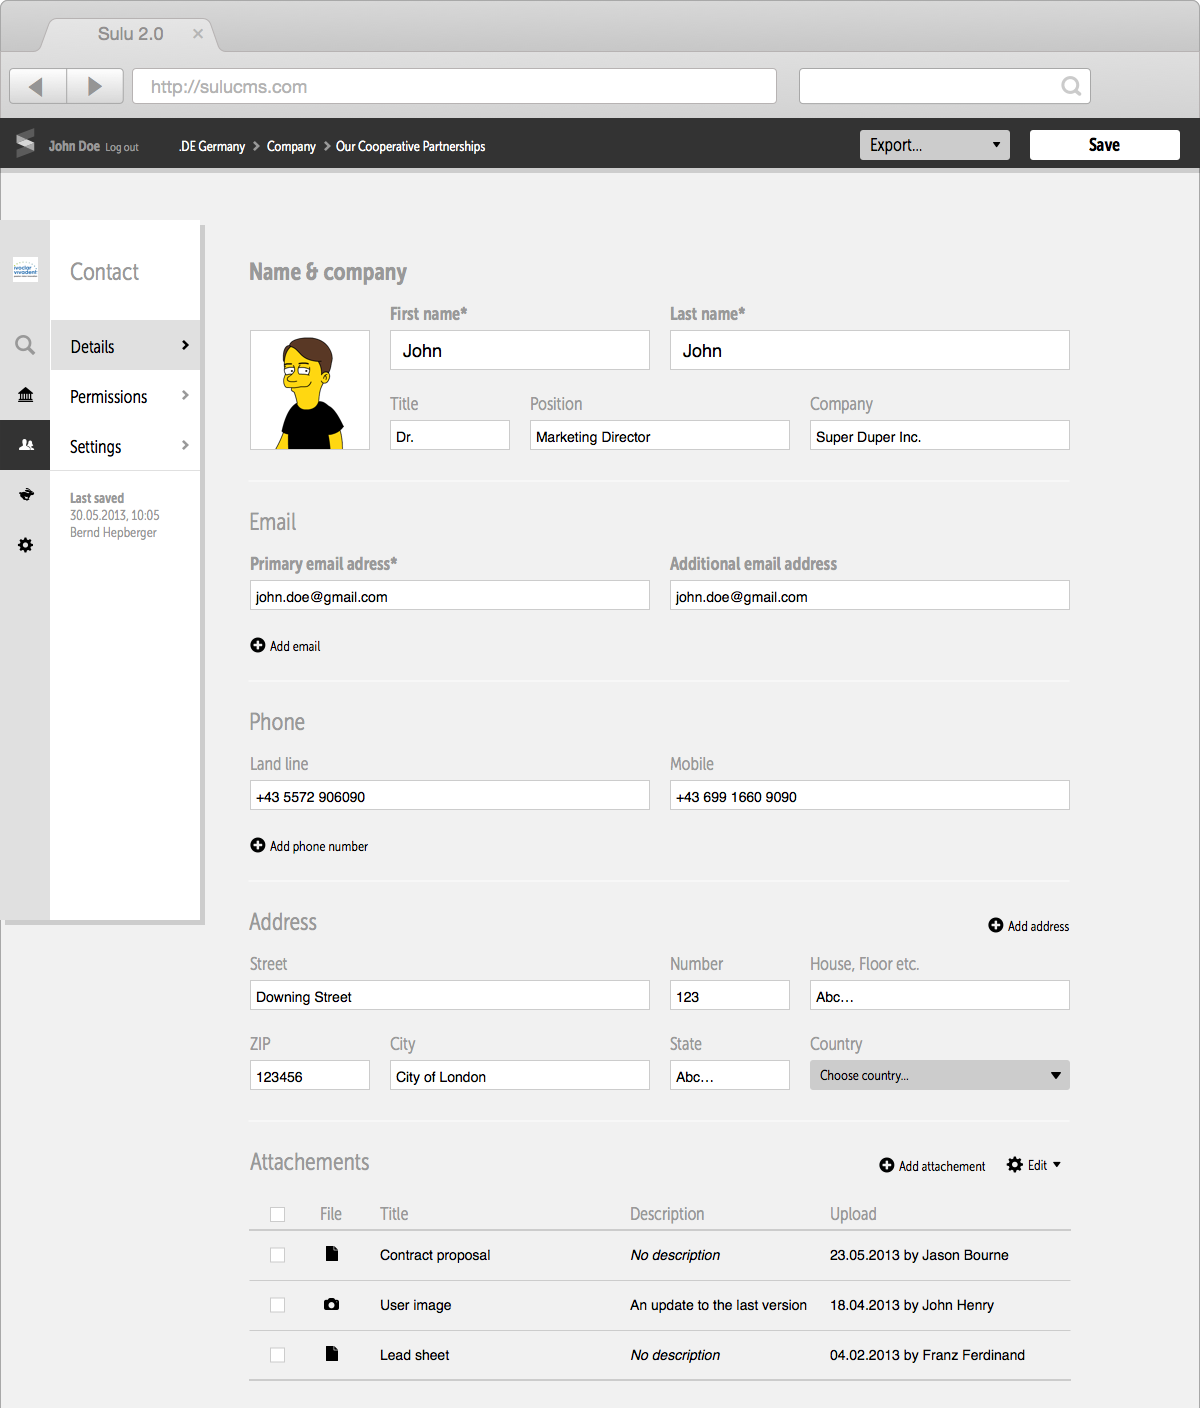 Sulu 2.0
http://sulucms.com
John Doe Log out .DE Germany Company Our Cooperative Partnerships Export... Save
ivoclar
vivadent
Contact
Details
Permissions
Settings
Last saved
30.05.2013, 10:05
Bernd Hepberger
Name & company
First name* Last name*
John John
Title Position Company
Dr. Marketing Director Super Duper Inc.
Email
Primary email adress* Additional email address
john.doe@gmail.com john.doe@gmail.com
Add email
Phone
Land line Mobile
+43 5572 906090 +43 699 1660 9090
Add phone number
Address Add address
Street Number House, Floor etc.
Downing Street 123 Abc...
ZIP City State Country
123456 City of London Abc... Choose country...
Attachements Add attachement Edit
File Title Description Upload
Contract proposal No description 23.05.2013 by Jason Bourne
User image An update to the last version 18.04.2013 by John Henry
Lead sheet No description 04.02.2013 by Franz Ferdinand